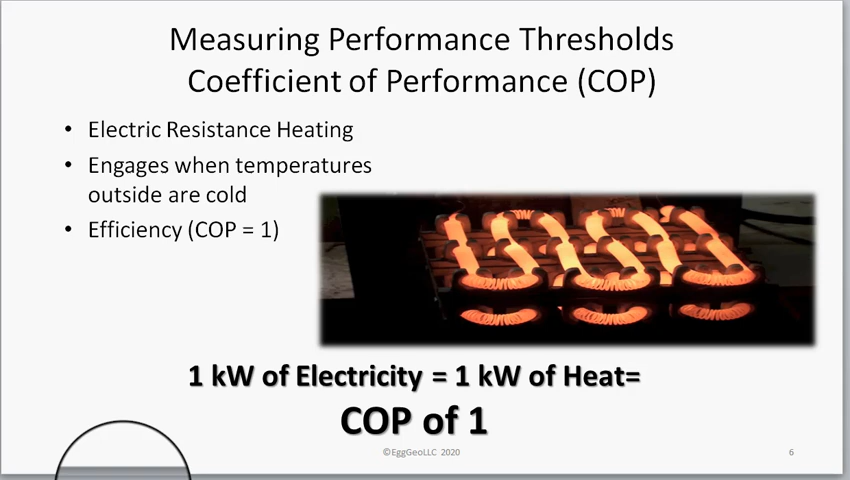 Measuring Performance Thresholds
Coefficient of Performance (COP)
• Electric Resistance Heating
• Engages when temperatures
outside are cold
• Efficiency (COP = 1)
1 kW of Electricity = 1 kW of Heat=
COP of 1
©EggGeoLLC 2020
6